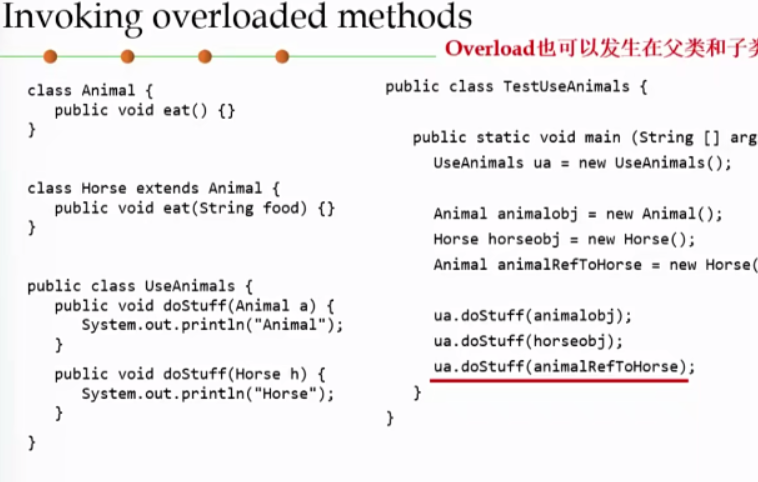 Invoking overloaded methods
Overload也可以发生在父类和子类
class Animal {
public void eat() {}
}
class Horse extends Animal {
public void eat(String food) {}
}
public class UseAnimals {
public void doStuff(Animal a) {
System.out.println("Animal");
}
public void doStuff(Horse h) {
System.out.println("Horse");
}
}
public class TestUseAnimals {
public static void main (String [] arg
UseAnimals ua = new UseAnimals();
Animal animalobj = new Animal();
Horse horseobj = new Horse();
Animal animalRefToHorse = new Horse(
ua.doStuff(animalobj);
ua.doStuff(horseobj);
ua.doStuff(animalRefToHorse);
}
}